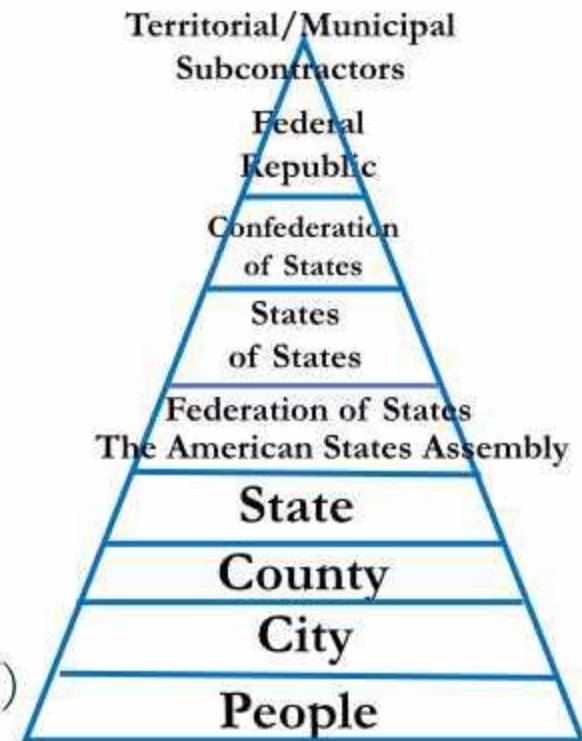 Territorial/Municipal
Subcontractors
Federal
Republic
Confederation
of States
States
of States
Federation of States
The American States Assembly
State
County
City
)
People